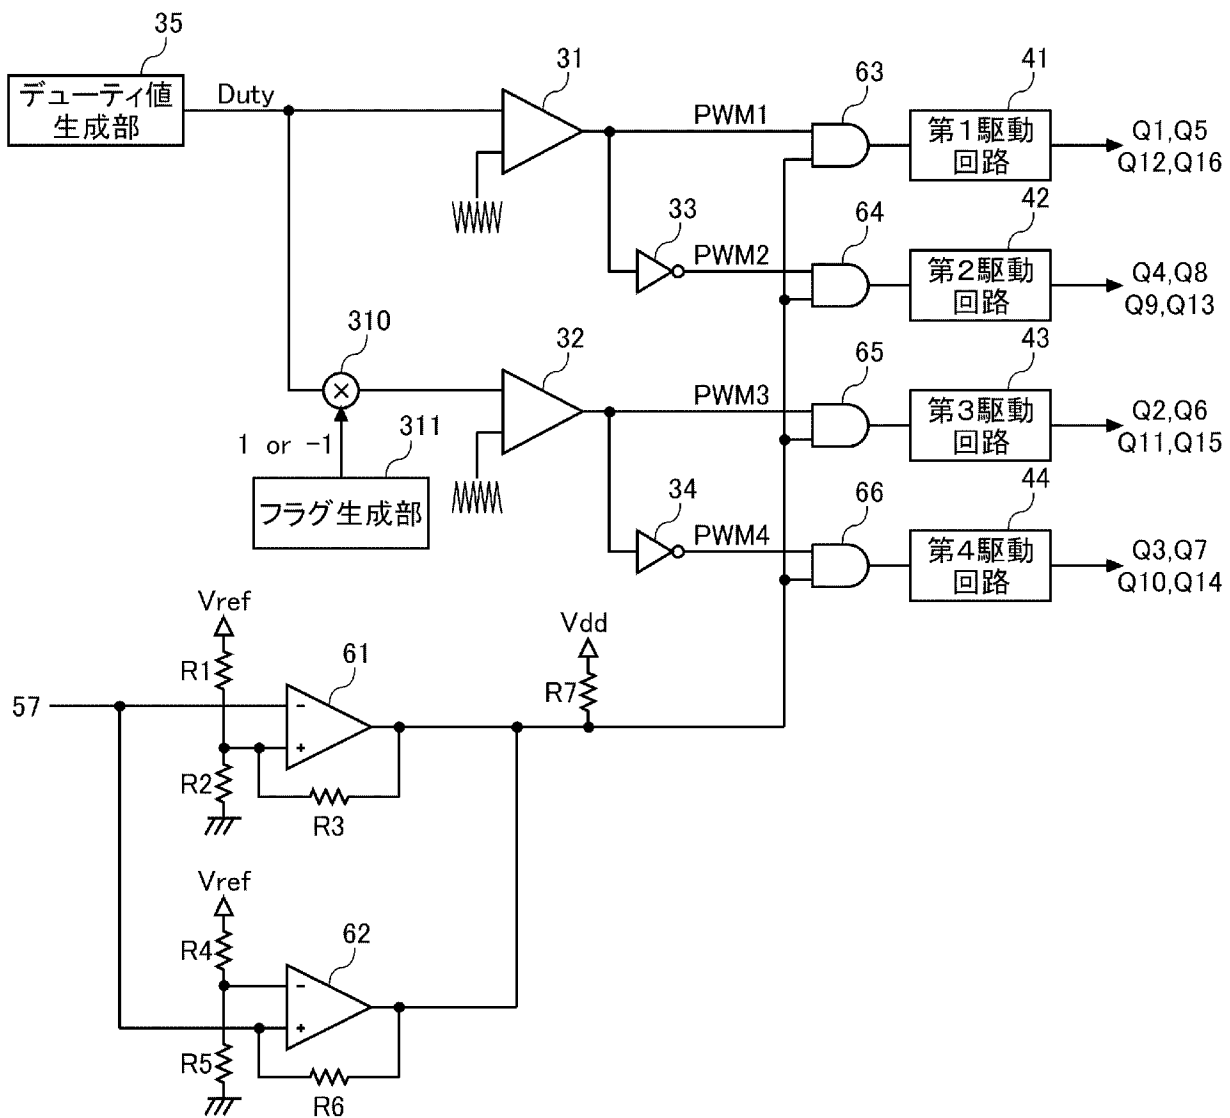 35
デューティ値
生成部
Duty
31
PWM1
63
41
第1駆動
回路
Q1,Q5
Q12,Q16
33
PWM2
64
42
第2駆動
回路
Q4,Q8
Q9,Q13
310
×
1 or -1
311
フラグ生成部
32
PWM3
65
43
第3駆動
回路
Q2,Q6
Q11,Q15
34
PWM4
66
44
第4駆動
回路
Q3,Q7
Q10,Q14
Vref
R1
57
61
-
+
R2
R3
Vdd
R7
Vref
R4
62
-
+
R5
R6